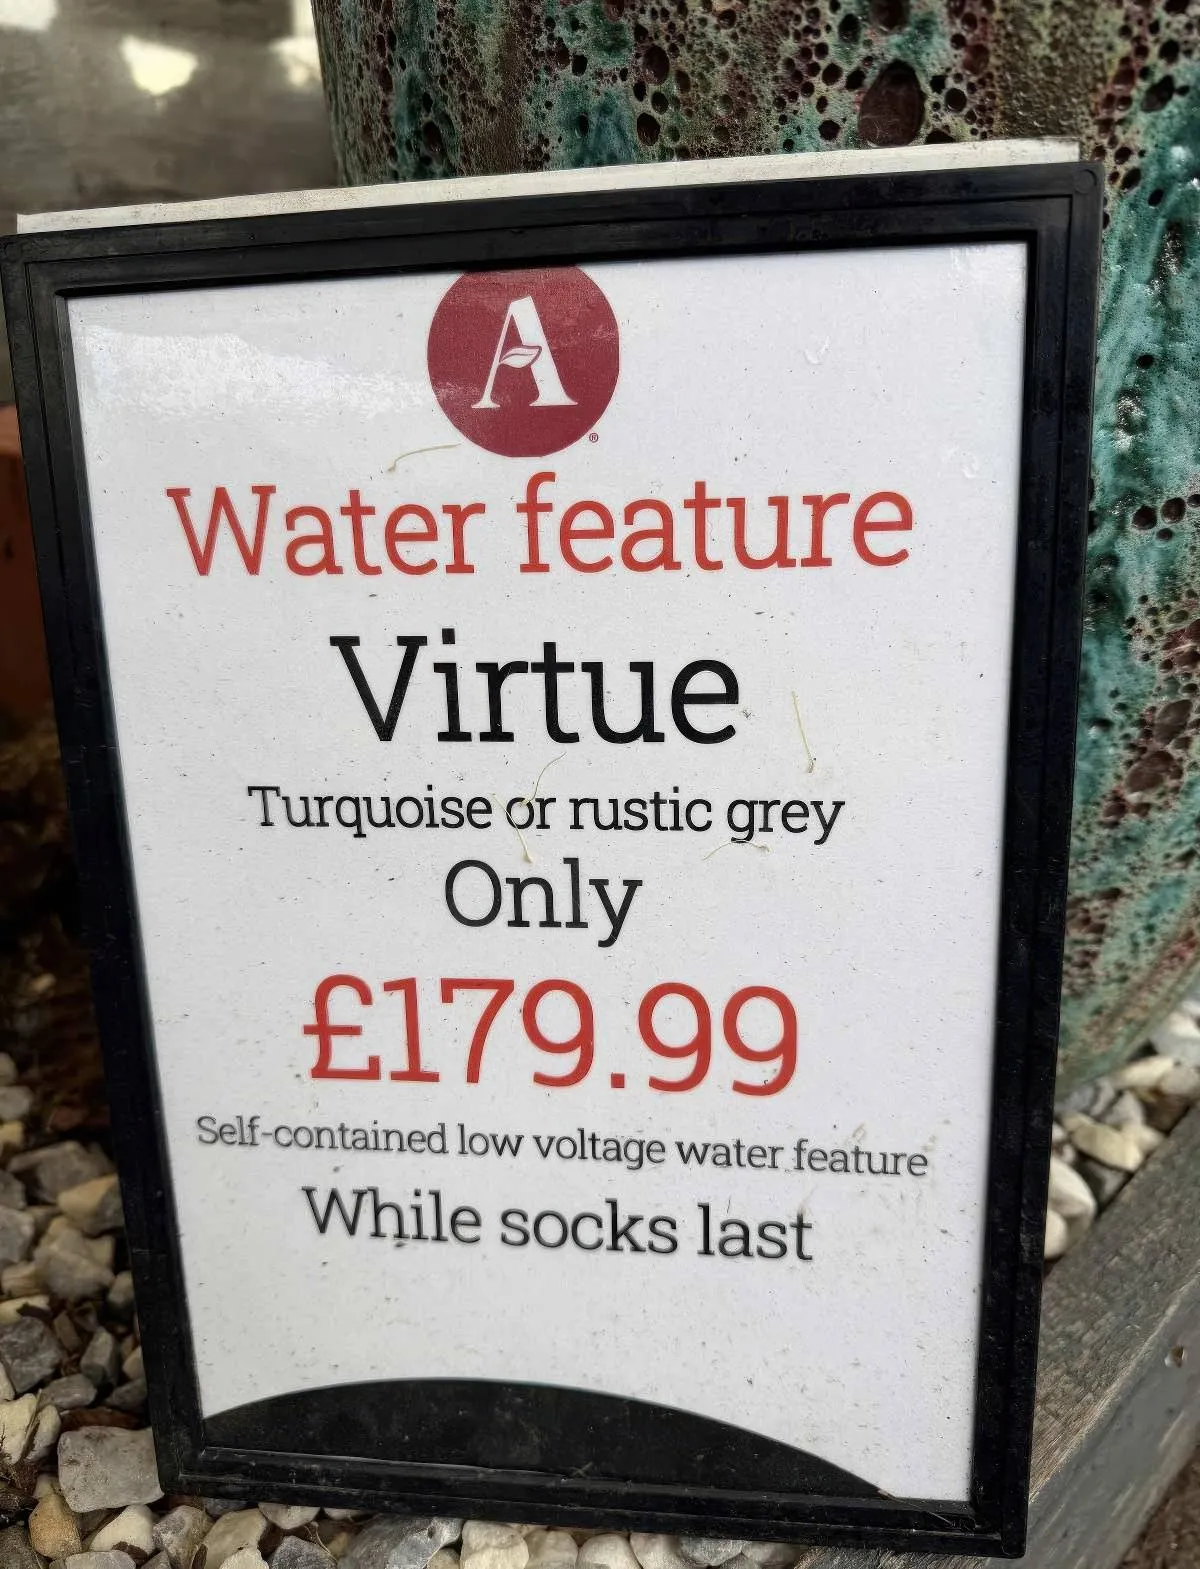 A
®
Water feature
Virtue
Turquoise or rustic grey
Only
£179.99
Self-contained low voltage water feature
While socks last